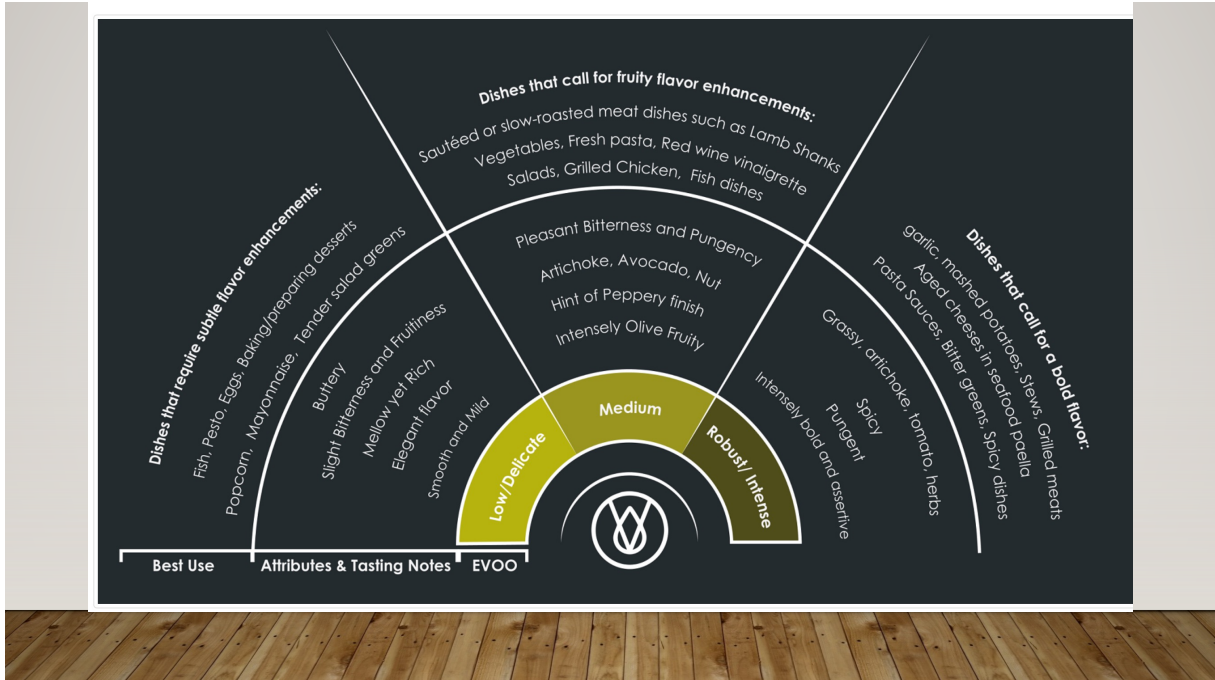 Dishes that require subtle flavor enhancements:
Fish, Pesto, Eggs, Baking/preparing desserts
Popcorn, Mayonnaise, Tender salad greens
Buttery
Slight Bitterness and Fruitiness
Mellow yet Rich
Elegant flavor
Smooth and Mild
Low/Delicate
Dishes that call for fruity flavor enhancements:
Sautéed or slow-roasted meat dishes such as Lamb Shanks
Vegetables, Fresh pasta, Red wine vinaigrette
Salads, Grilled Chicken, Fish dishes
Pleasant Bitterness and Pungency
Artichoke, Avocado, Nut
Hint of Peppery finish
Intensely Olive Fruity
Medium
Dishes that call for a bold flavor:
garlic, mashed potatoes, Stews, Grilled meats
Aged cheeses in seafood paella
Pasta Sauces, Bitter greens, Spicy dishes
Grassy, artichoke, tomato, herbs
Spicy
Pungent
Intensely bold and assertive
Robust/ Intense
Best Use
Attributes & Tasting Notes
EVOO